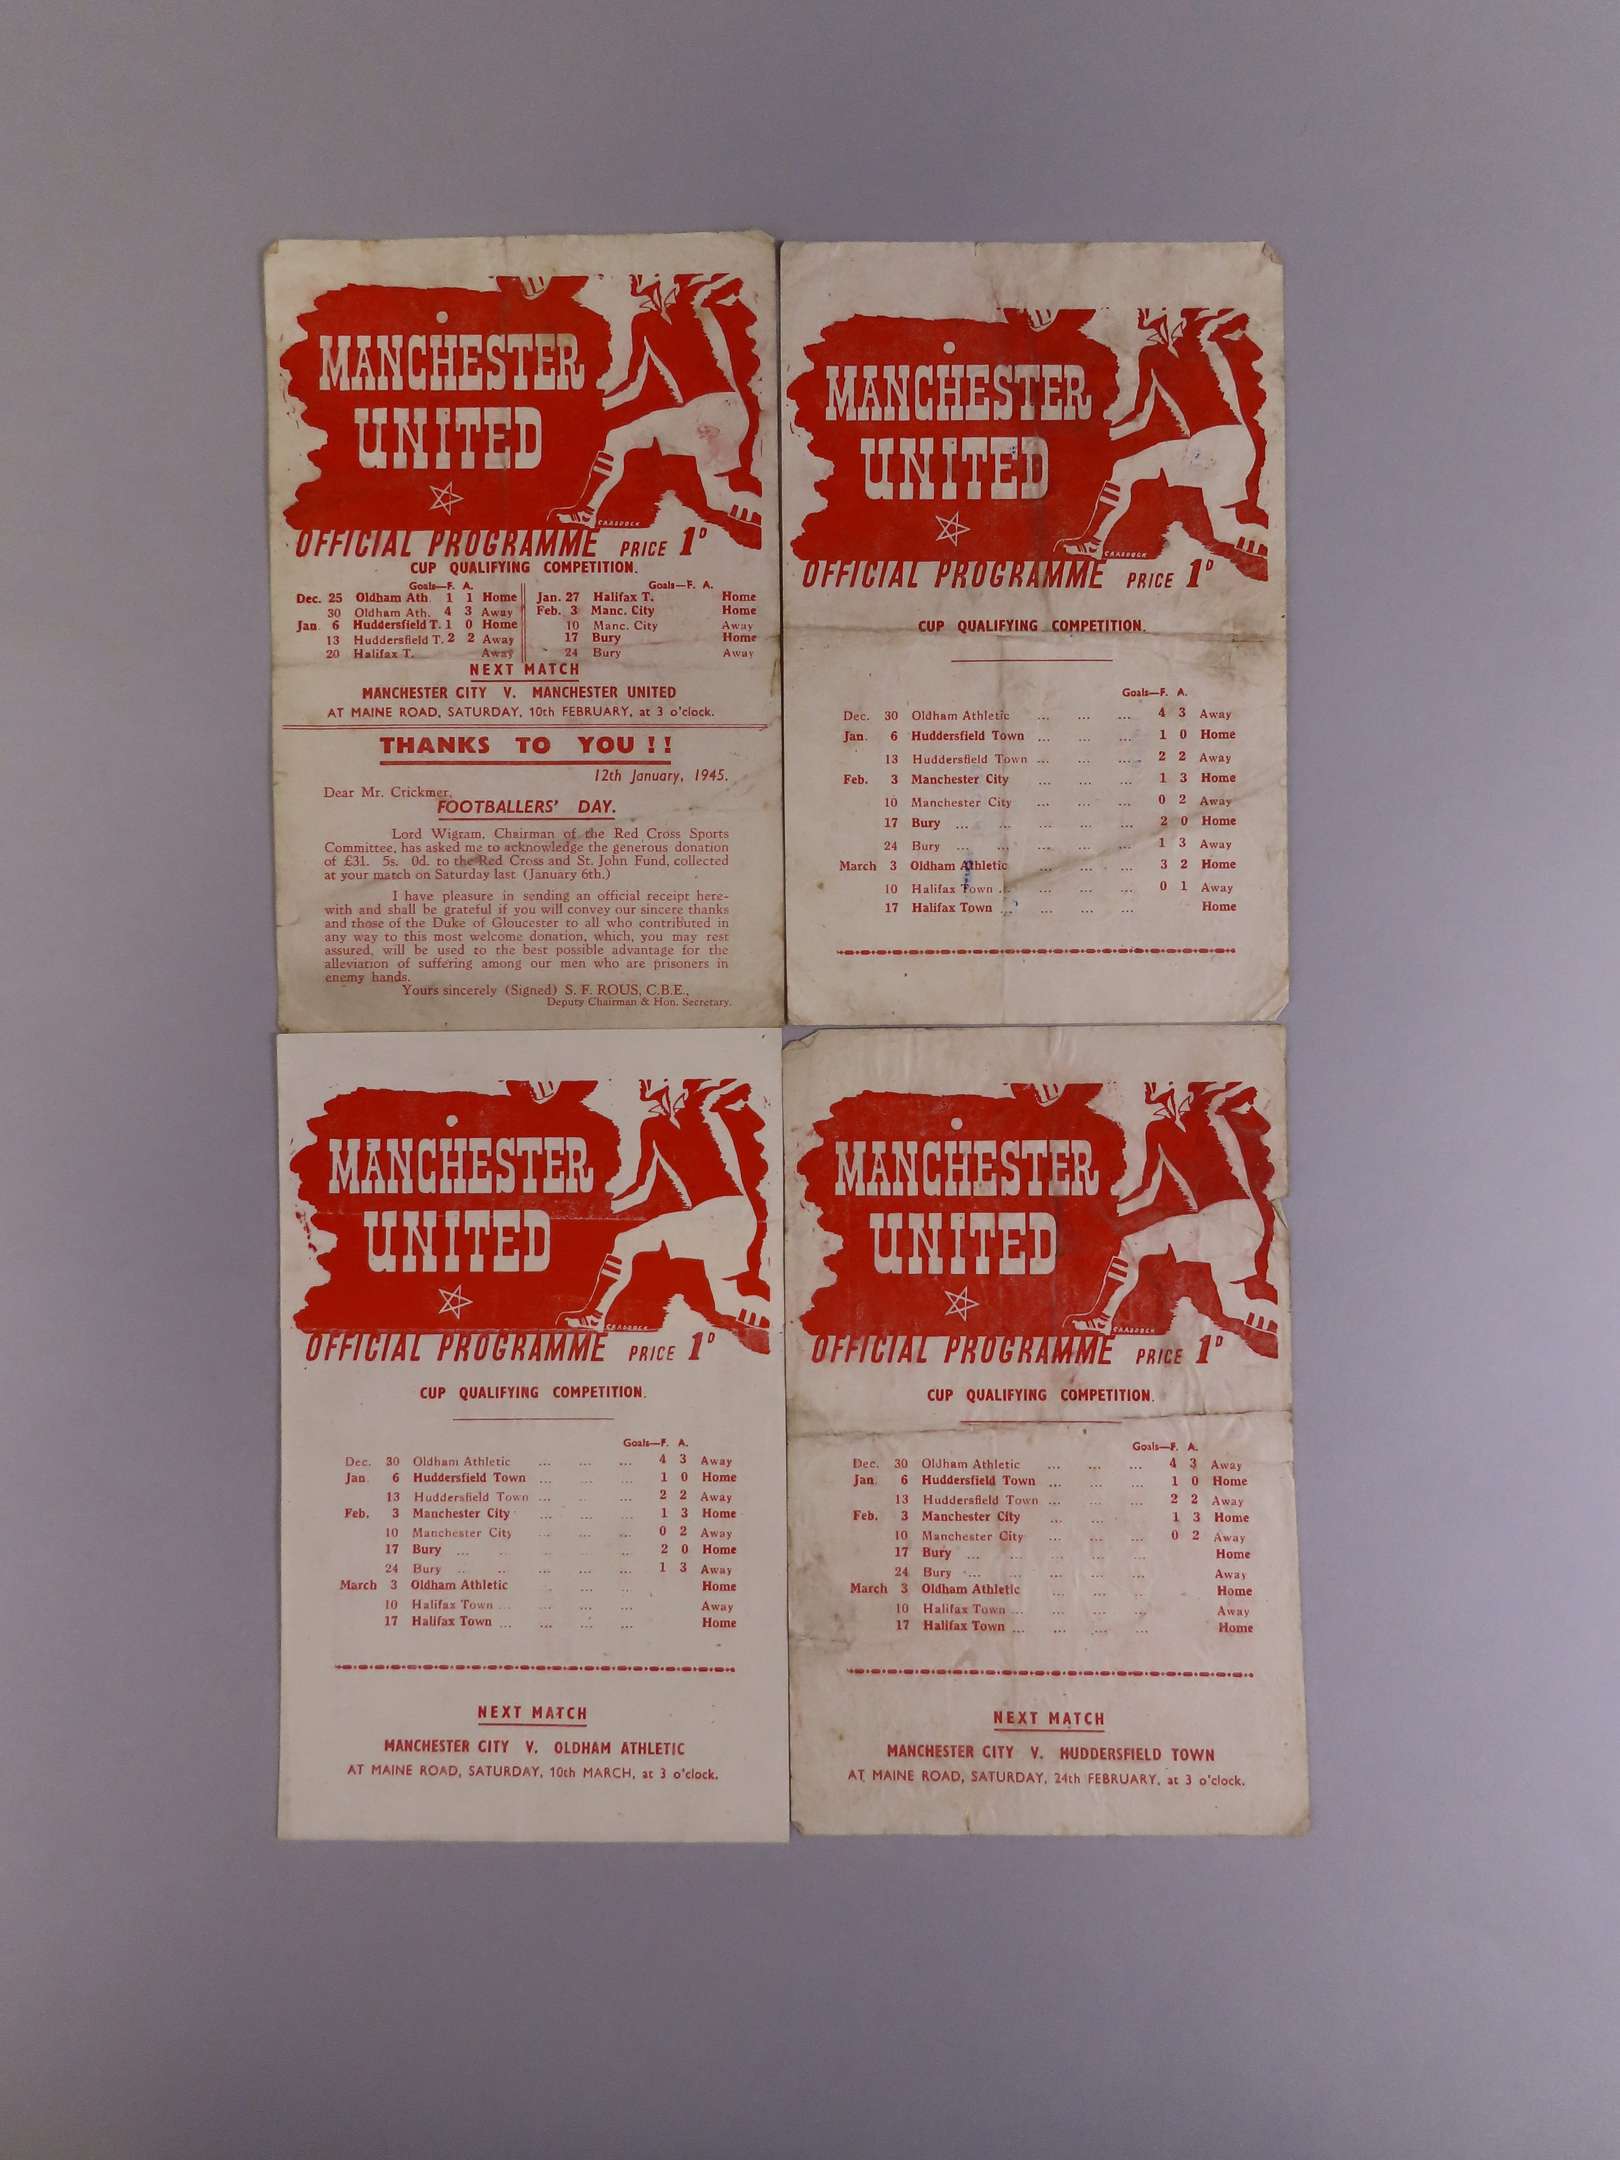 MANCHESTER
UNITED
CRADDOCK
OFFICIAL PROGRAMME PRICE 1D
CUP QUALIFYING COMPETITION.
Goals—F. A.
Dec. 25 Oldham Ath. 1 1 Home
30 Oldham Ath. 4 3 Away
Jan. 6 Huddersfield T. 1 0 Home
13 Huddersfield T. 2 2 Away
20 Halifax T. Away
Goals—F. A.
Jan. 27 Halifax T. Home
Feb. 3 Manc. City Home
10 Manc. City Away
17 Bury Home
24 Bury Away
NEXT MATCH
MANCHESTER CITY V. MANCHESTER UNITED
AT MAINE ROAD, SATURDAY, 10th FEBRUARY, at 3 o'clock.
THANKS TO YOU ! !
12th January, 1945.
Dear Mr. Crickmer,
FOOTBALLERS' DAY.
Lord Wigram, Chairman of the Red Cross Sports
Committee, has asked me to acknowledge the generous donation
of £31. 5s. 0d. to the Red Cross and St. John Fund, collected
at your match on Saturday last (January 6th.)
I have pleasure in sending an official receipt here-
with and shall be grateful if you will convey our sincere thanks
and those of the Duke of Gloucester to all who contributed in
any way to this most welcome donation, which, you may rest
assured, will be used to the best possible advantage for the
alleviation of suffering among our men who are prisoners in
enemy hands.
Yours sincerely (Signed) S. F. ROUS, C.B.E.,
Deputy Chairman & Hon. Secretary.
MANCHESTER
UNITED
CRADDOCK
OFFICIAL PROGRAMME PRICE 1D
CUP QUALIFYING COMPETITION.
Goals—F. A.
Dec. 30 Oldham Athletic ... ... ... 4 3 Away
Jan. 6 Huddersfield Town ... ... ... 1 0 Home
13 Huddersfield Town ... ... ... 2 2 Away
Feb. 3 Manchester City ... ... ... 1 3 Home
10 Manchester City ... ... ... 0 2 Away
17 Bury ... ... ... ... ... 2 0 Home
24 Bury ... ... ... ... ... 1 3 Away
March 3 Oldham Athletic ... ... ... 3 2 Home
10 Halifax Town ... ... ... ... 0 1 Away
17 Halifax Town ... ... ... ... Home
MANCHESTER
UNITED
CRADDOCK
OFFICIAL PROGRAMME PRICE 1D
CUP QUALIFYING COMPETITION.
Goals—F. A.
Dec. 30 Oldham Athletic ... ... ... 4 3 Away
Jan. 6 Huddersfield Town ... ... ... 1 0 Home
13 Huddersfield Town ... ... ... 2 2 Away
Feb. 3 Manchester City ... ... ... 1 3 Home
10 Manchester City ... ... ... 0 2 Away
17 Bury ... ... ... ... ... 2 0 Home
24 Bury ... ... ... ... ... 1 3 Away
March 3 Oldham Athletic ... ... ... Home
10 Halifax Town ... ... ... ... Away
17 Halifax Town ... ... ... ... Home
NEXT MATCH
MANCHESTER CITY V. OLDHAM ATHLETIC
AT MAINE ROAD, SATURDAY, 10th MARCH, at 3 o'clock.
MANCHESTER
UNITED
CRADDOCK
OFFICIAL PROGRAMME PRICE 1D
CUP QUALIFYING COMPETITION.
Goals—F. A.
Dec. 30 Oldham Athletic ... ... ... 4 3 Away
Jan. 6 Huddersfield Town ... ... ... 1 0 Home
13 Huddersfield Town ... ... ... 2 2 Away
Feb. 3 Manchester City ... ... 1 3 Home
10 Manchester City ... ... ... 0 2 Away
17 Bury ... ... ... ... ... Home
24 Bury ... ... ... ... ... Away
March 3 Oldham Athletic ... ... ... Home
10 Halifax Town ... ... ... ... Away
17 Halifax Town ... ... ... ... Home
NEXT MATCH
MANCHESTER CITY V. HUDDERSFIELD TOWN
AT MAINE ROAD, SATURDAY, 24th FEBRUARY, at 3 o'clock.